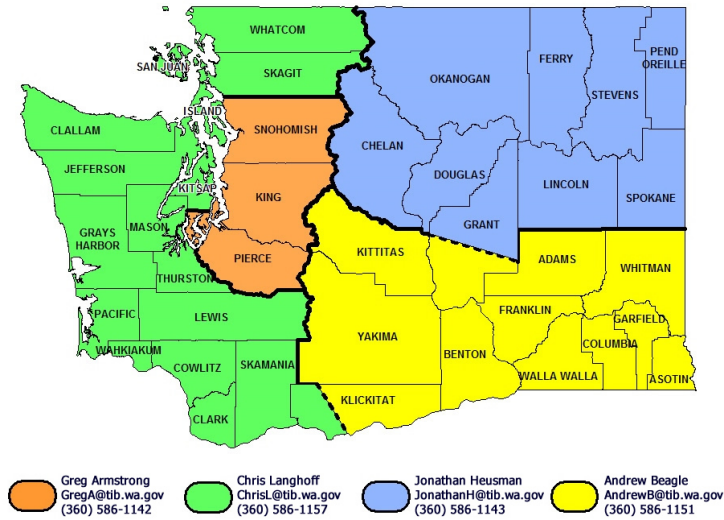 WHATCOM
SAN JUAN
SKAGIT
ISLAND
CLALLAM
SNOHOMISH
JEFFERSON
KITSAP
KING
MASON
GRAYS
HARBOR
PIERCE
THURSTON
PACIFIC
LEWIS
WAHKIAKUM
COWLITZ
SKAMANIA
CLARK
OKANOGAN
FERRY
PEND
OREILLE
STEVENS
CHELAN
DOUGLAS
LINCOLN
SPOKANE
GRANT
KITTITAS
ADAMS
WHITMAN
FRANKLIN
GARFIELD
YAKIMA
COLUMBIA
BENTON
WALLA WALLA
ASOTIN
KLICKITAT
Greg Armstrong
GregA@tib.wa.gov
(360) 586-1142
Chris Langhoff
ChrisL@tib.wa.gov
(360) 586-1157
Jonathan Heusman
JonathanH@tib.wa.gov
(360) 586-1143
Andrew Beagle
AndrewB@tib.wa.gov
(360) 586-1151